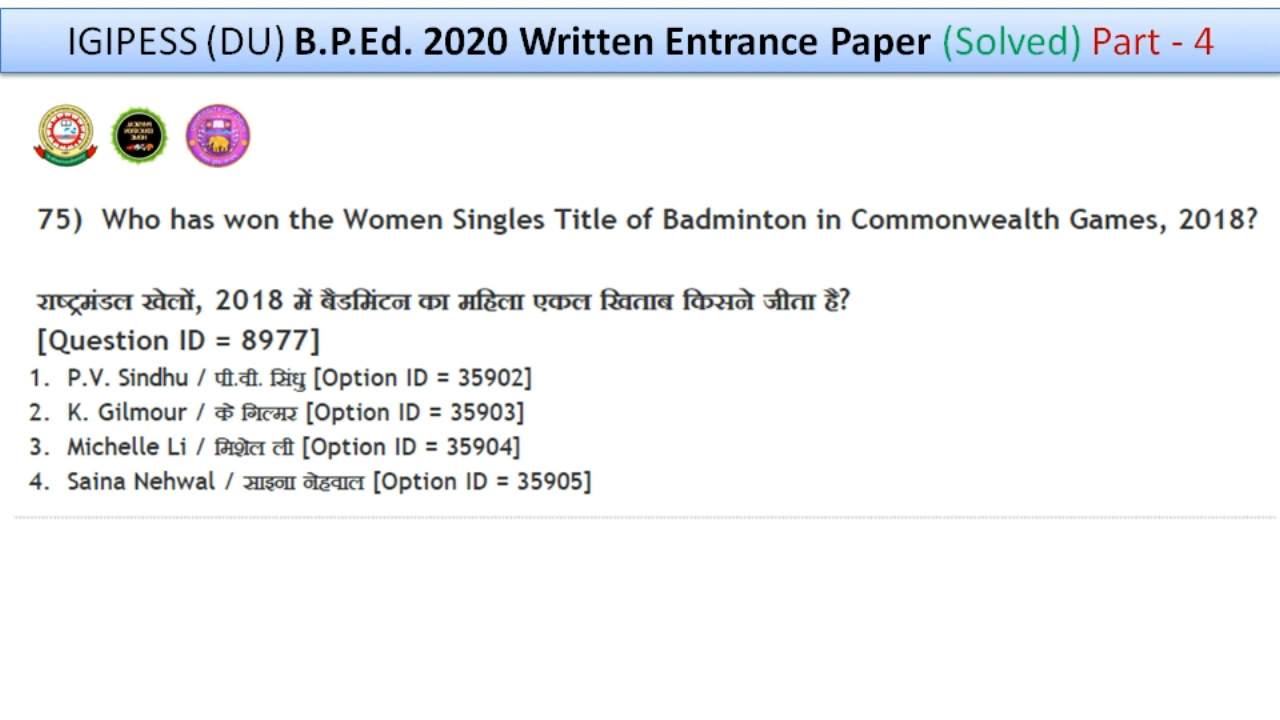 IGIPESS (DU) B.P.Ed. 2020 Written Entrance Paper (Solved) Part - 4
75) Who has won the Women Singles Title of Badminton in Commonwealth Games, 2018?
राष्ट्रमंडल खेलों, 2018 में बैडमिंटन का महिला एकल खिताब किसने जीता है?
[Question ID = 8977]
1. P.V. Sindhu / पी.वी. सिंधु [Option ID = 35902]
2. K. Gilmour / के गिल्मर [Option ID = 35903]
3. Michelle Li / मिशेल ली [Option ID = 35904]
4. Saina Nehwal / साइना नेहवाल [Option ID = 35905]